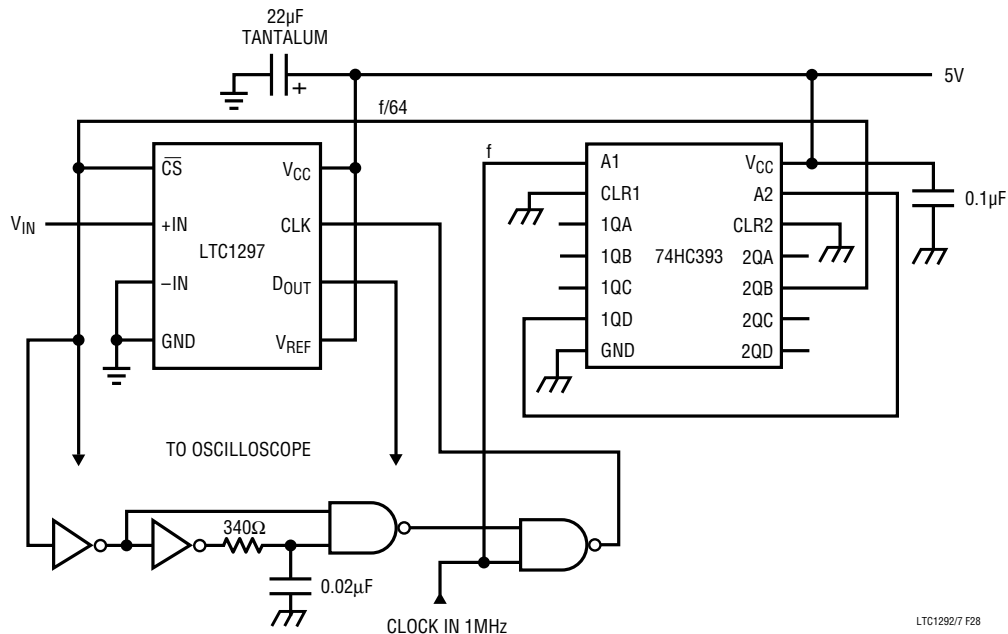 22µF
TANTALUM
+
5V
f/64
f
CS
+IN
–IN
GND
LTC1297
VCC
CLK
DOUT
VREF
VIN
A1
CLR1
1QA
1QB
1QC
1QD
GND
74HC393
VCC
A2
CLR2
2QA
2QB
2QC
2QD
0.1µF
TO OSCILLOSCOPE
340Ω
0.02µF
CLOCK IN 1MHz
LTC1292/7 F28